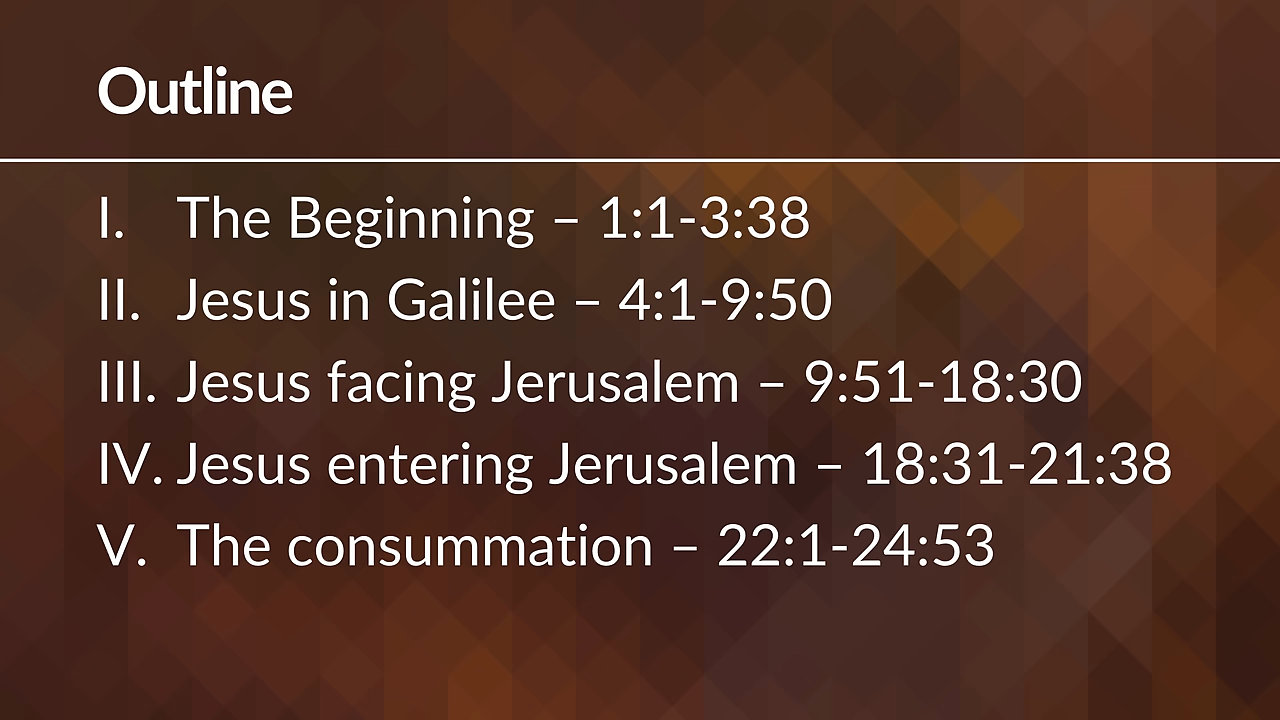 Outline
I. The Beginning – 1:1-3:38
II. Jesus in Galilee – 4:1-9:50
III. Jesus facing Jerusalem – 9:51-18:30
IV. Jesus entering Jerusalem – 18:31-21:38
V. The consummation – 22:1-24:53